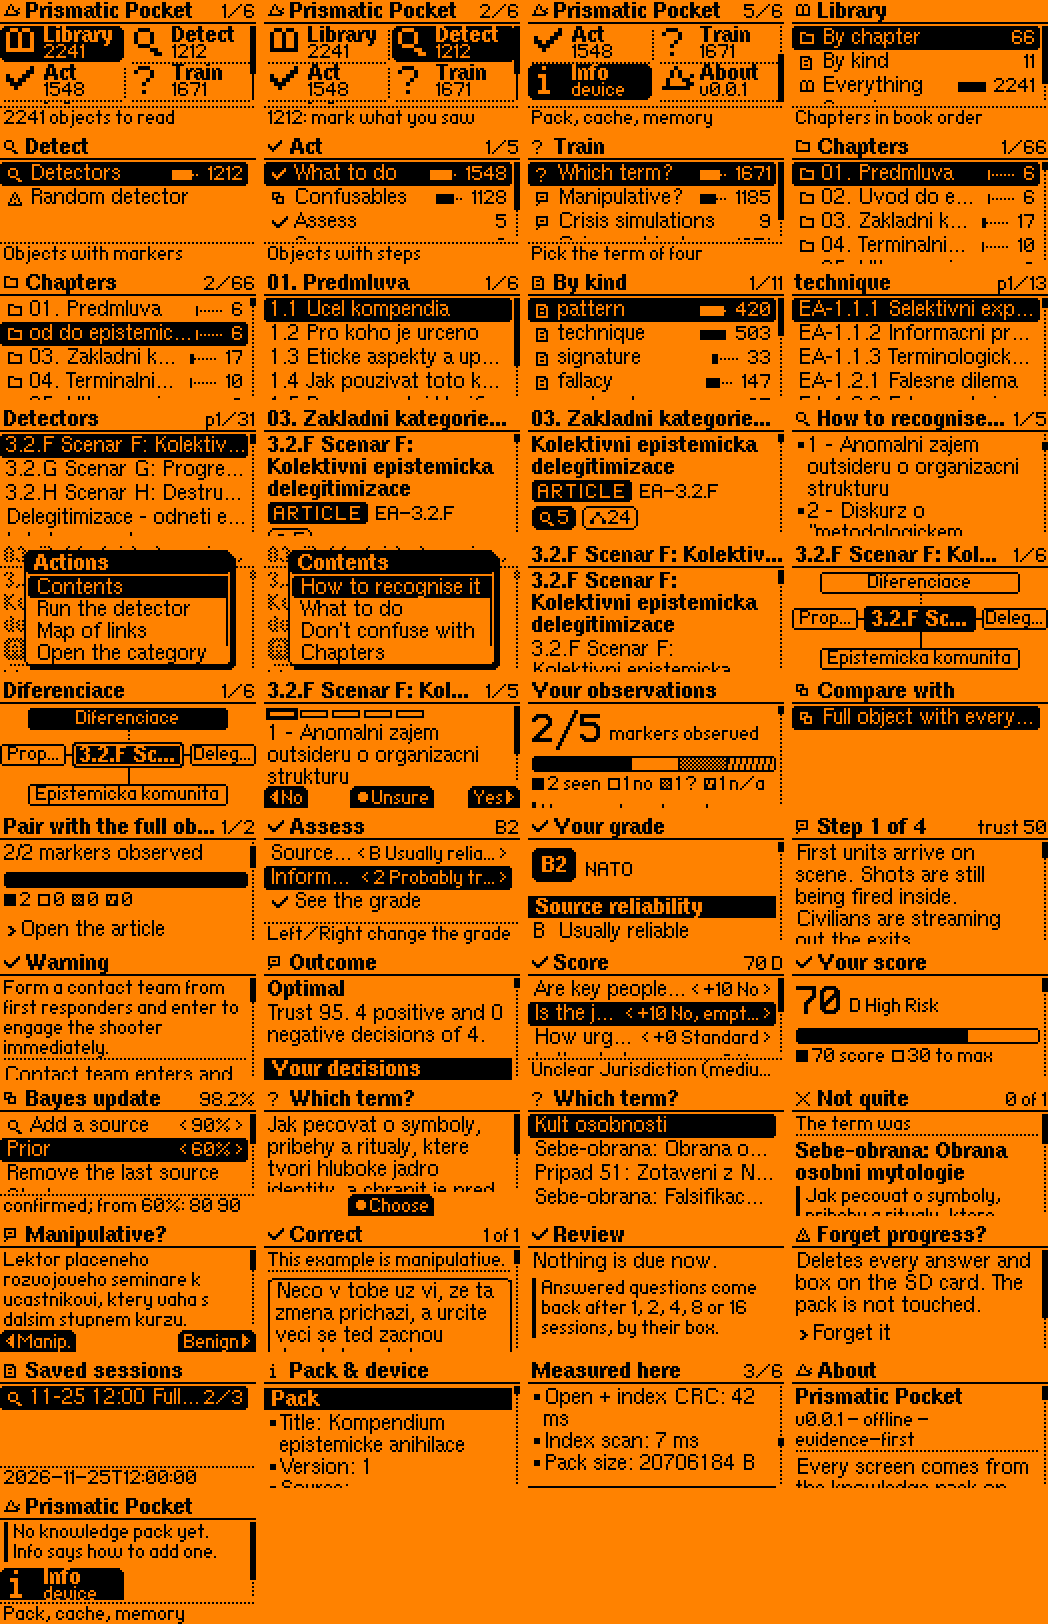 Prismatic Pocket 1/6
Library
2241
Detect
1212
Act
1548
Train
1671
2241 objects to read
Prismatic Pocket 2/6
Library
2241
Detect
1212
Act
1548
Train
1671
1212: mark what you saw
Prismatic Pocket 5/6
Act
1548
Train
1671
Info
device
About
v0.0.1
Pack, cache, memory
Library
By chapter 66
By kind 11
Everything 2241
Chapters in book order
Detect
Detectors 1212
Random detector
Objects with markers
Act 1/5
What to do 1548
Confusables 1128
Assess 5
Objects with steps
Train
Which term? 1671
Manipulative? 1185
Crisis simulations 9
Pick the term of four
Chapters 1/66
01. Predmluva 6
02. Uvod do e... 6
03. Zakladni k... 17
04. Terminalni... 10
Chapters 2/66
01. Predmluva 6
od do epistemic... 6
03. Zakladni k... 17
04. Terminalni... 10
01. Predmluva 1/6
1.1 Ucel kompendia
1.2 Pro koho je urceno
1.3 Eticke aspekty a up...
1.4 Jak pouzivat toto k...
By kind 1/11
pattern 420
technique 503
signature 33
fallacy 147
technique p1/13
EA-1.1.1 Selektivni exp...
EA-1.1.2 Informacni pr...
EA-1.1.3 Terminologick...
EA-1.2.1 Falesne dilema
Detectors p1/31
3.2.F Scenar F: Kolektiv...
3.2.G Scenar G: Progre...
3.2.H Scenar H: Destru...
Delegitimizace - odneti e...
03. Zakladni kategorie...
3.2.F Scenar F:
Kolektivni epistemicka
delegitimizace
ARTICLE EA-3.2.F
03. Zakladni kategorie...
Kolektivni epistemicka
delegitimizace
ARTICLE EA-3.2.F
5 24
How to recognise... 1/5
1 - Anomalni zajem
outsideru o organizacni
strukturu
2 - Diskurz o
"metodologickem
Actions
Contents
Run the detector
Map of links
Open the category
Contents
How to recognise it
What to do
Don't confuse with
Chapters
3.2.F Scenar F: Kolektiv...
3.2.F Scenar F:
Kolektivni epistemicka
delegitimizace
3.2.F Scenar F:
Kolektivni epistemicka
3.2.F Scenar F: Kol... 1/6
Diferenciace
Prop... 3.2.F Sc... Deleg...
Epistemicka komunita
Diferenciace 1/6
Diferenciace
Prop... 3.2.F Sc... Deleg...
Epistemicka komunita
3.2.F Scenar F: Kol... 1/5
1 - Anomalni zajem
outsideru o organizacni
strukturu
No Unsure Yes
Your observations
2/5 markers observed
2 seen 1 no 1 ? 1 n/a
Compare with
Full object with every...
Pair with the full ob... 1/2
2/2 markers observed
2 0 0 0
> Open the article
Assess B2
Source... < B Usually relia... >
Inform... < 2 Probably tr... >
See the grade
Left/Right change the grade
Your grade
B2 NATO
Source reliability
B Usually reliable
Step 1 of 4 trust 50
First units arrive on
scene. Shots are still
being fired inside.
Civilians are streaming
out the exits.
Warning
Form a contact team from
first responders and enter to
engage the shooter
immediately.
Contact team enters and
Outcome
Optimal
Trust 95. 4 positive and 0
negative decisions of 4.
Your decisions
Score 70 D
Are key people... < +10 No >
Is the j... < +10 No, empt... >
How urg... < +0 Standard >
Unclear Jurisdiction (mediu...
Your score
70 D High Risk
70 score 30 to max
Bayes update 98.2%
Add a source < 90% >
Prior < 60% >
Remove the last source
confirmed; from 60%: 80 90
Which term?
Jak pecovat o symboly,
pribehy a ritualy, ktere
tvori hluboke jadro
identity, a chranit je pred
Choose
Which term?
Kult osobnosti
Sebe-obrana: Obrana o...
Pripad 51: Zotaveni z N...
Sebe-obrana: Falsifikac...
Not quite 0 of 1
The term was
Sebe-obrana: Obrana
osobni mytologie
Jak pecovat o symboly,
pribehy a ritualy, ktere
Manipulative?
Lektor placeneho
rozvojoveho seminare k
ucastnikovi, ktery vaha s
dalsim stupnem kurzu.
Manip. Benign
Correct 1 of 1
This example is manipulative.
Neco v tobe uz vi, ze ta
zmena prichazi, a urcite
veci se ted zacnou
Review
Nothing is due now.
Answered questions come
back after 1, 2, 4, 8 or 16
sessions, by their box.
Forget progress?
Deletes every answer and
box on the SD card. The
pack is not touched.
> Forget it
Saved sessions
11-25 12:00 Full... 2/3
2026-11-25T12:00:00
Pack & device
Pack
Title: Kompendium
epistemicke anihilace
Version: 1
Source:
Measured here 3/6
Open + index CRC: 42
ms
Index scan: 7 ms
Pack size: 20706184 B
About
Prismatic Pocket
v0.0.1 - offline -
evidence-first
Every screen comes from
the knowledge pack on
Prismatic Pocket
No knowledge pack yet.
Info says how to add one.
Info
device
Pack, cache, memory